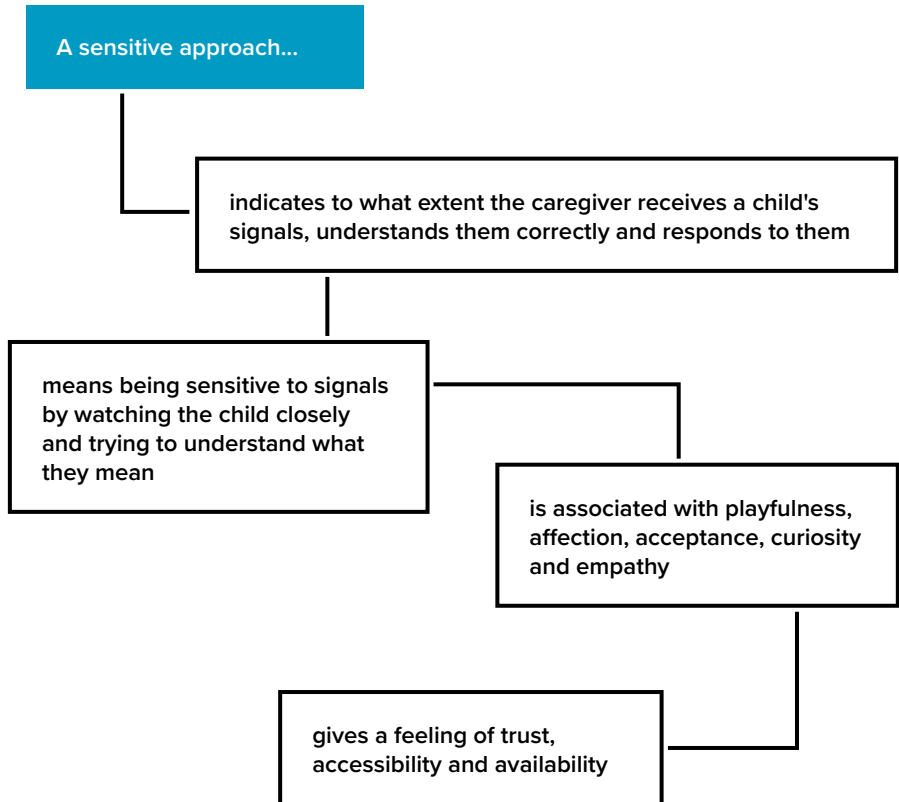 A sensitive approach...
indicates to what extent the caregiver receives a child's
signals, understands them correctly and responds to them
means being sensitive to signals
by watching the child closely
and trying to understand what
they mean
is associated with playfulness,
affection, acceptance, curiosity
and empathy
gives a feeling of trust,
accessibility and availability